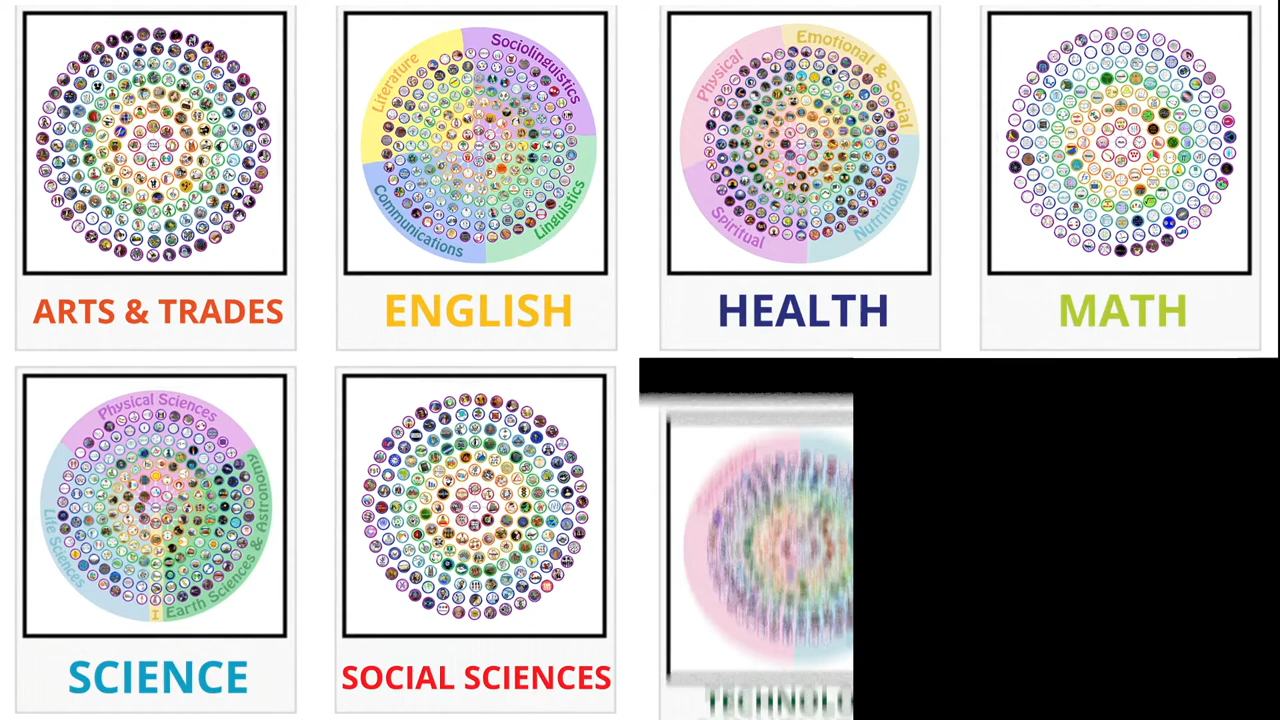 ARTS & TRADES
Literature
Sociolinguistics
Communications
Linguistics
ENGLISH
Physical
Emotional & Social
Spiritual
Nutritional
HEALTH
MATH
Physical Sciences
Life Sciences
Earth Sciences & Astronomy
I
SCIENCE
SOCIAL SCIENCES
TECHNOLO